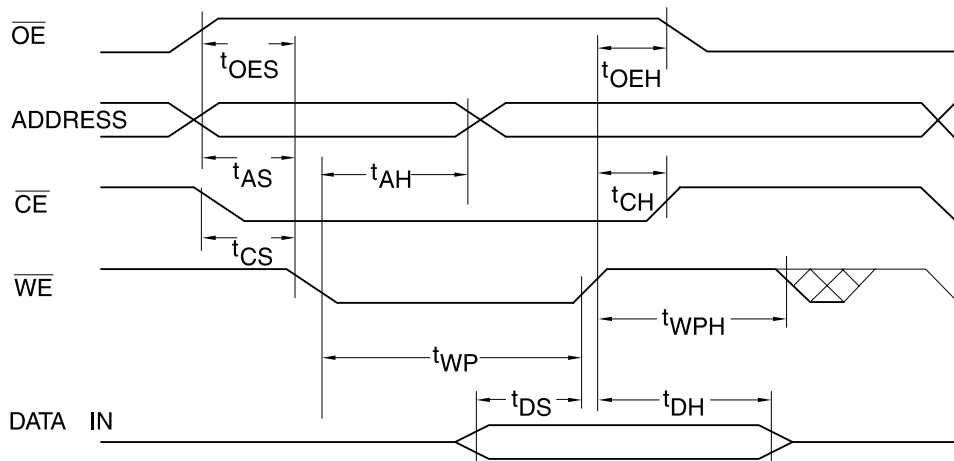 OE
tOES
tOEH
ADDRESS
tAS
tAH
tCH
CE
tCS
WE
tWPH
tWP
tDS
tDH
DATA IN